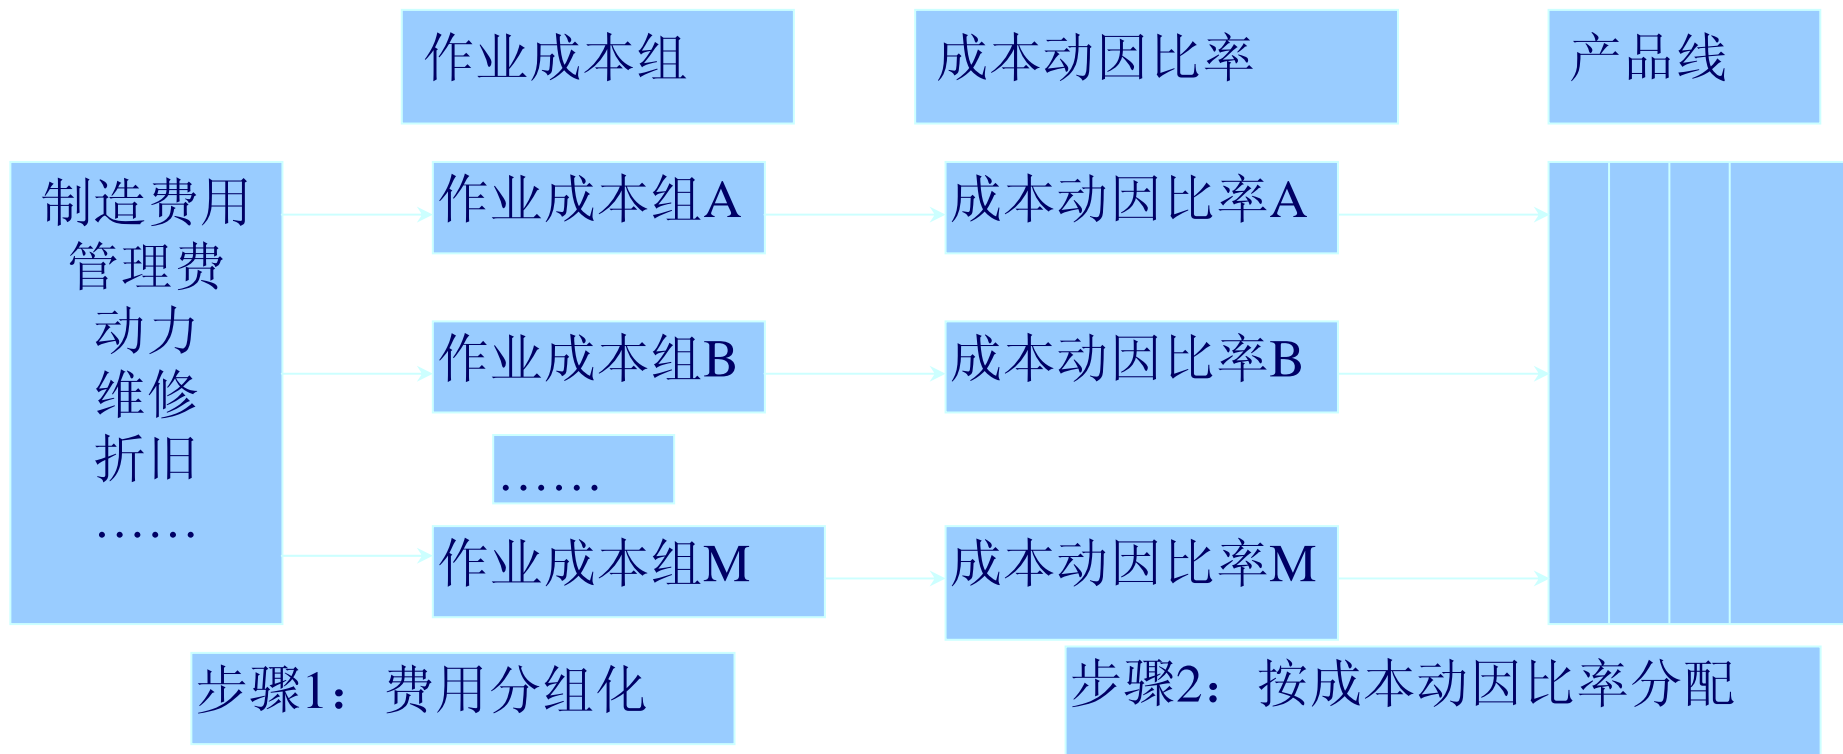 作业成本组
成本动因比率
产品线
制造费用
管理费
动力
维修
折旧
……
作业成本组A
成本动因比率A
作业成本组B
成本动因比率B
……
作业成本组M
成本动因比率M
步骤1：费用分组化
步骤2：按成本动因比率分配